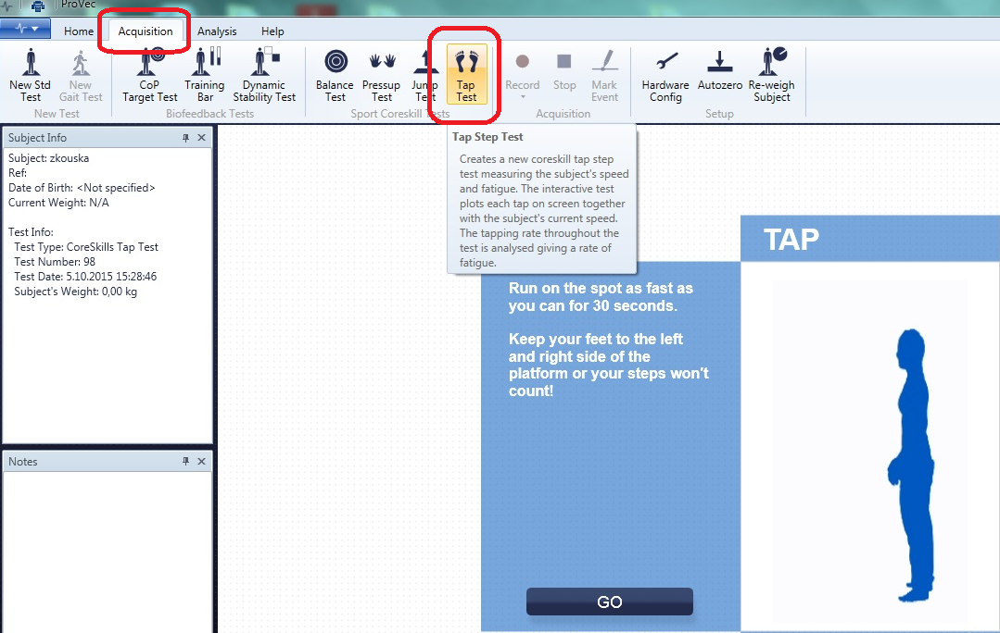 ProVec
Home Acquisition Analysis Help
New Std Test
New Gait Test
CoP Target Test
Training Bar
Dynamic Stability Test
Balance Test
Pressup Test
Jump Test
Tap Test
Record
Stop
Mark Event
Hardware Config
Autozero
Re-weigh Subject
New Test
Biofeedback Tests
Sport Coreskill Tests
Acquisition
Setup
Subject Info
Subject: zkouska
Ref:
Date of Birth: <Not specified>
Current Weight: N/A
Test Info:
Test Type: CoreSkills Tap Test
Test Number: 98
Test Date: 5.10.2015 15:28:46
Subject's Weight: 0,00 kg
Notes
Tap Step Test
Creates a new coreskill tap step
test measuring the subject's speed
and fatigue. The interactive test
plots each tap on screen together
with the subject's current speed.
The tapping rate throughout the
test is analysed giving a rate of
fatigue.
TAP
Run on the spot as fast as
you can for 30 seconds.
Keep your feet to the left
and right side of the
platform or your steps won't
count!
GO